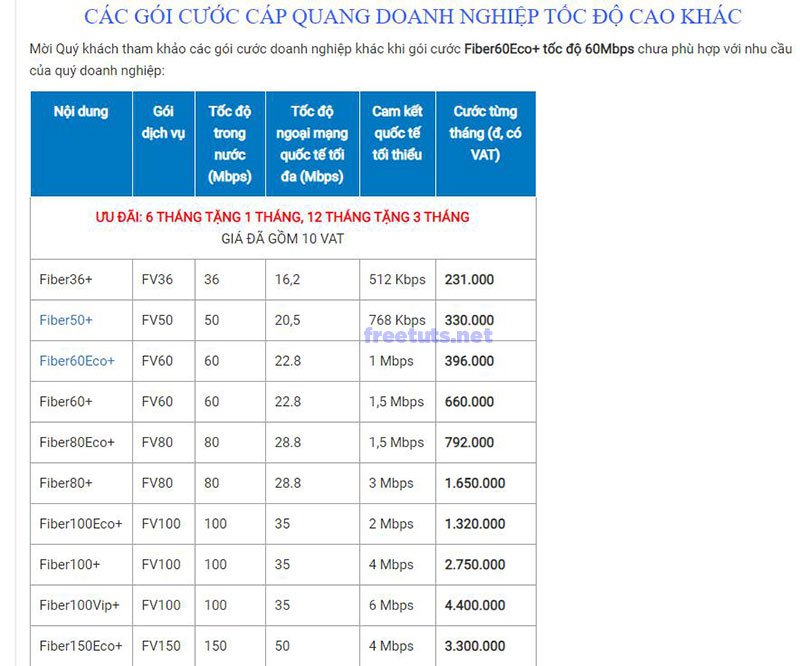 CÁC GÓI CƯỚC CÁP QUANG DOANH NGHIỆP TỐC ĐỘ CAO KHÁC
Mời Quý khách tham khảo các gói cước doanh nghiệp khác khi gói cước Fiber60Eco+ tốc độ 60Mbps chưa phù hợp với nhu cầu
của quý doanh nghiệp:
Nội dung | Gói dịch vụ | Tốc độ trong nước (Mbps) | Tốc độ ngoại mạng quốc tế tối đa (Mbps) | Cam kết quốc tế tối thiểu | Cước từng tháng (đ, có VAT)
ƯU ĐÃI: 6 THÁNG TẶNG 1 THÁNG, 12 THÁNG TẶNG 3 THÁNG
GIÁ ĐÃ GỒM 10 VAT
Fiber36+ | FV36 | 36 | 16,2 | 512 Kbps | 231.000
Fiber50+ | FV50 | 50 | 20,5 | 768 Kbps | 330.000
freetuts.net
Fiber60Eco+ | FV60 | 60 | 22.8 | 1 Mbps | 396.000
Fiber60+ | FV60 | 60 | 22.8 | 1,5 Mbps | 660.000
Fiber80Eco+ | FV80 | 80 | 28.8 | 1,5 Mbps | 792.000
Fiber80+ | FV80 | 80 | 28.8 | 3 Mbps | 1.650.000
Fiber100Eco+ | FV100 | 100 | 35 | 2 Mbps | 1.320.000
Fiber100+ | FV100 | 100 | 35 | 4 Mbps | 2.750.000
Fiber100Vip+ | FV100 | 100 | 35 | 6 Mbps | 4.400.000
Fiber150Eco+ | FV150 | 150 | 50 | 4 Mbps | 3.300.000